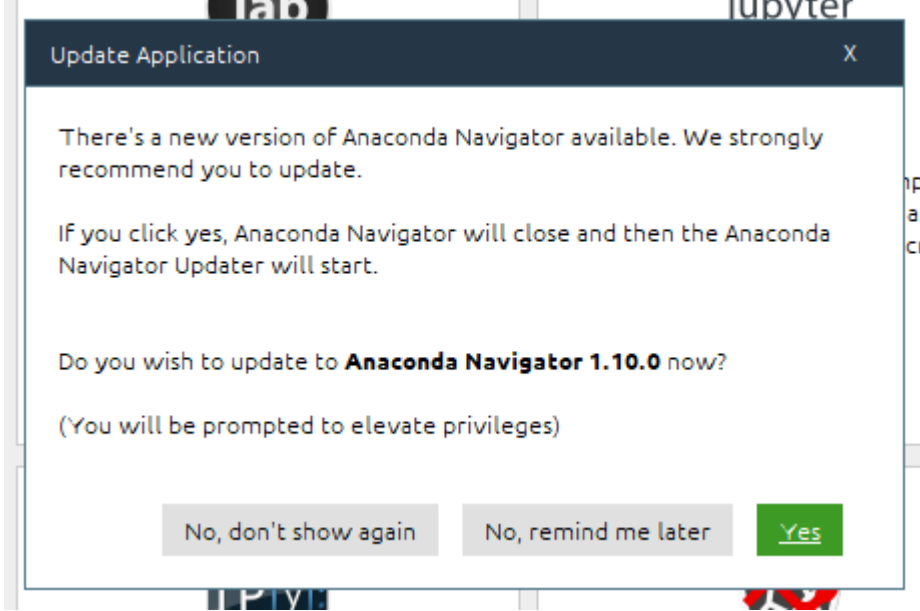 lab
jupyter
Update Application
X
There's a new version of Anaconda Navigator available. We strongly
recommend you to update.
If you click yes, Anaconda Navigator will close and then the Anaconda
Navigator Updater will start.
Do you wish to update to Anaconda Navigator 1.10.0 now?
(You will be prompted to elevate privileges)
No, don't show again
No, remind me later
Yes
IP y: